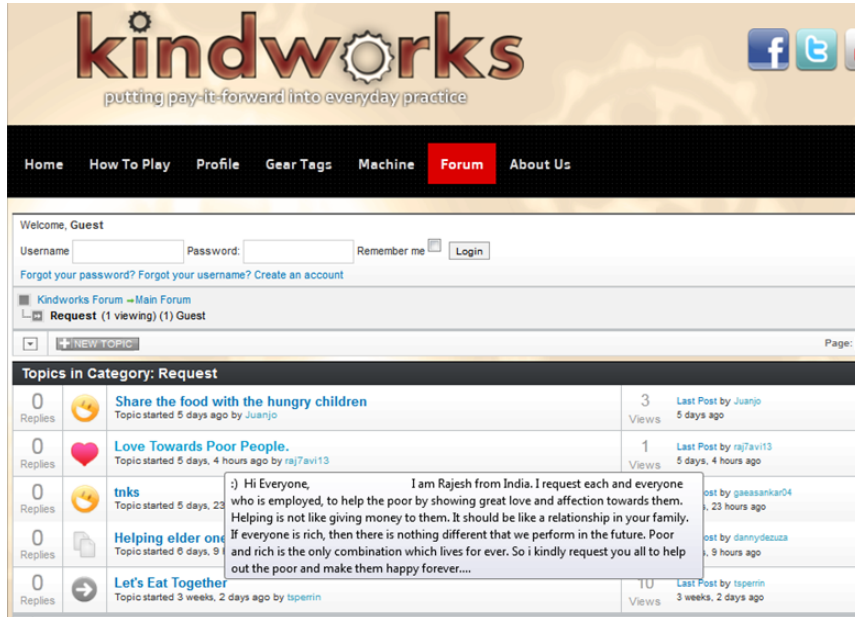 kindworks
putting pay-it-forward into everyday practice
Home How To Play Profile Gear Tags Machine Forum About Us
Welcome, Guest
Username Password: Remember me Login
Forgot your password? Forgot your username? Create an account
Kindworks Forum Main Forum
Request (1 viewing) (1) Guest
NEW TOPIC Page:
Topics in Category: Request
0 Share the food with the hungry children 3 Last Post by Juanjo
Replies Topic started 5 days ago by Juanjo Views 5 days ago
0 Love Towards Poor People. 1 Last Post by raj7avi13
Replies Topic started 5 days, 4 hours ago by raj7avi13 Views 5 days, 4 hours ago
:) Hi Everyone, I am Rajesh from India. I request each and everyone
who is employed, to help the poor by showing great love and affection towards them.
Helping is not like giving money to them. It should be like a relationship in your family.
If everyone is rich, then there is nothing different that we perform in the future. Poor
and rich is the only combination which lives for ever. So i kindly request you all to help
out the poor and make them happy forever....
0 tnks ost by gaeasankar04
Replies Topic started 5 days, 23 , 23 hours ago
0 Helping elder one ost by dannydezuza
Replies Topic started 6 days, 9 , 9 hours ago
0 Let's Eat Together 10 Last Post by tsperrin
Replies Topic started 3 weeks, 2 days ago by tsperrin Views 3 weeks, 2 days ago